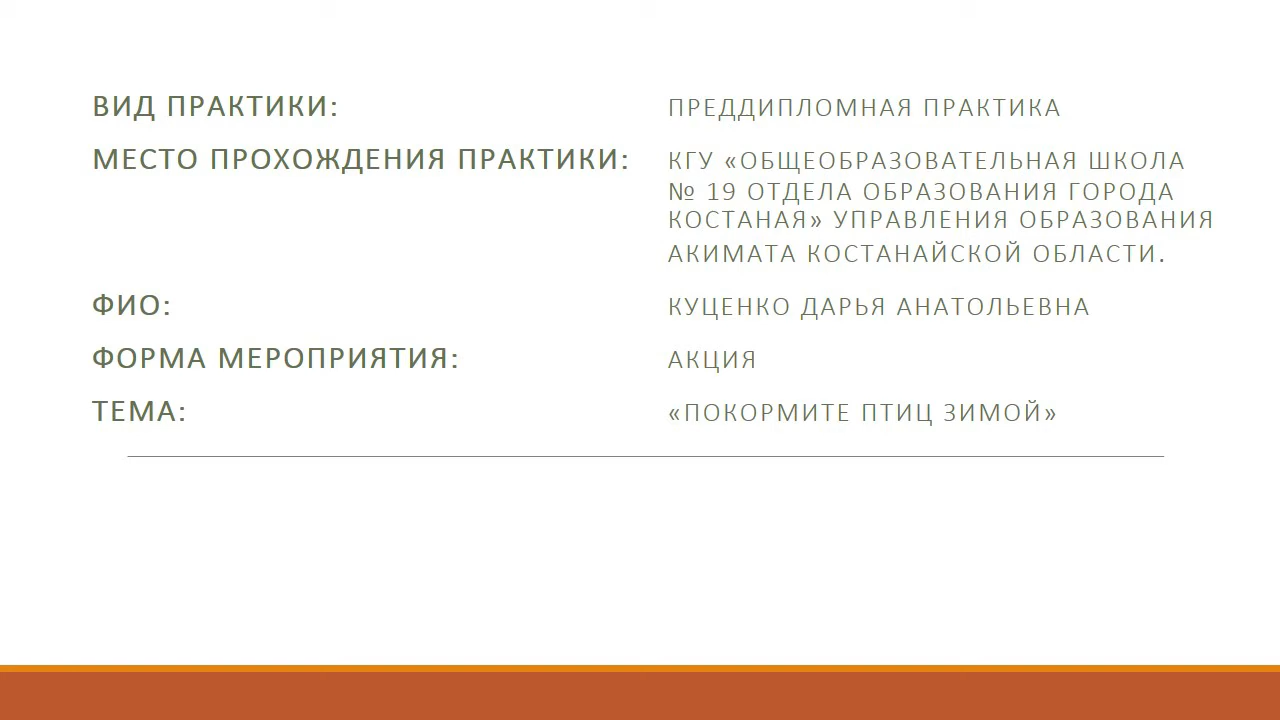 ВИД ПРАКТИКИ: ПРЕДДИПЛОМНАЯ ПРАКТИКА
МЕСТО ПРОХОЖДЕНИЯ ПРАКТИКИ: КГУ «ОБЩЕОБРАЗОВАТЕЛЬНАЯ ШКОЛА
№ 19 ОТДЕЛА ОБРАЗОВАНИЯ ГОРОДА
КОСТАНАЯ» УПРАВЛЕНИЯ ОБРАЗОВАНИЯ
АКИМАТА КОСТАНАЙСКОЙ ОБЛАСТИ.
ФИО: КУЦЕНКО ДАРЬЯ АНАТОЛЬЕВНА
ФОРМА МЕРОПРИЯТИЯ: АКЦИЯ
ТЕМА: «ПОКОРМИТЕ ПТИЦ ЗИМОЙ»